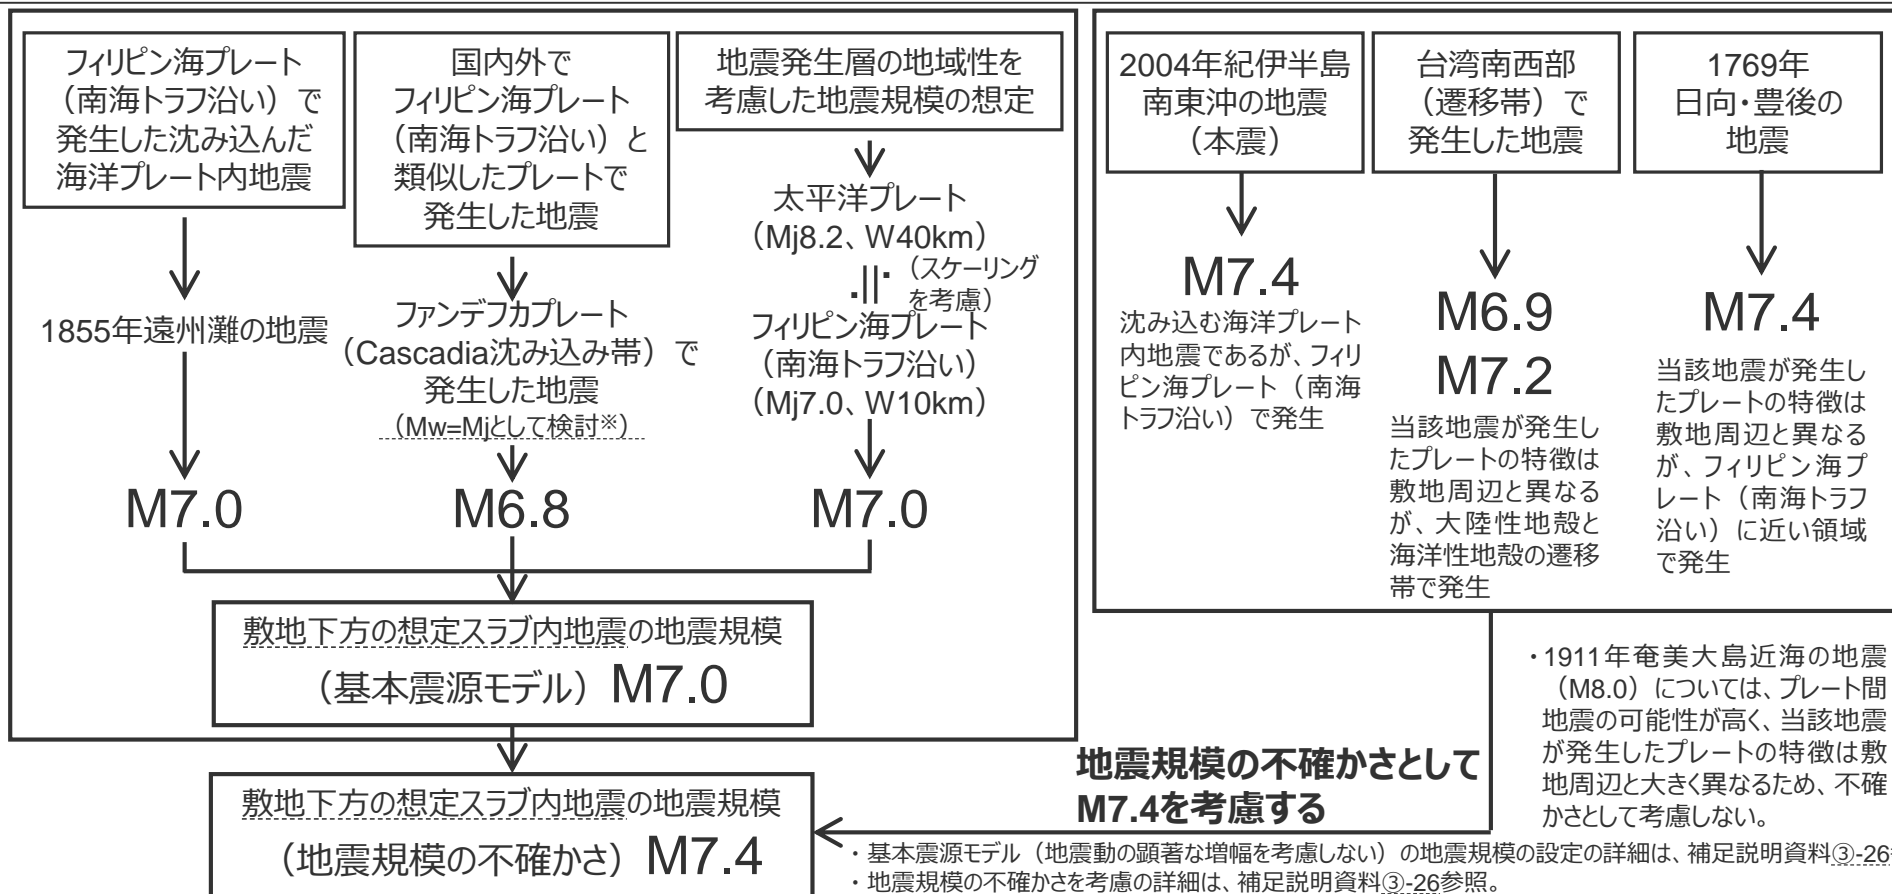 フィリピン海プレート
（南海トラフ沿い）で
発生した沈み込んだ
海洋プレート内地震
1855年遠州灘の地震
M7.0
国内外で
フィリピン海プレート
（南海トラフ沿い）と
類似したプレートで
発生した地震
ファンデフカプレート
（Cascadia沈み込み帯）で
発生した地震
（Mw=Mjとして検討※）
M6.8
地震発生層の地域性を
考慮した地震規模の想定
太平洋プレート
（Mj8.2、W40km）
（スケーリング
を考慮）
フィリピン海プレート
（南海トラフ沿い）
（Mj7.0、W10km）
M7.0
敷地下方の想定スラブ内地震の地震規模
（基本震源モデル）M7.0
敷地下方の想定スラブ内地震の地震規模
（地震規模の不確かさ）M7.4
2004年紀伊半島
南東沖の地震
（本震）
M7.4
沈み込む海洋プレート
内地震であるが、フィリ
ピン海プレート（南海
トラフ沿い）で発生
台湾南西部
（遷移帯）で
発生した地震
M6.9
M7.2
当該地震が発生し
たプレートの特徴は
敷地周辺と異なる
が、大陸性地殻と
海洋性地殻の遷移
帯で発生
1769年
日向・豊後の
地震
M7.4
当該地震が発生し
たプレートの特徴は
敷地周辺と異なる
が、フィリピン海プ
レート（南海トラフ
沿い）に近い領域
で発生
・1911年奄美大島近海の地震
（M8.0）については、プレート間
地震の可能性が高く、当該地震
が発生したプレートの特徴は敷
地周辺と大きく異なるため、不確
かさとして考慮しない。
地震規模の不確かさとして
M7.4を考慮する
・基本震源モデル（地震動の顕著な増幅を考慮しない）の地震規模の設定の詳細は、補足説明資料③-26
・地震規模の不確かさを考慮の詳細は、補足説明資料③-26参照。